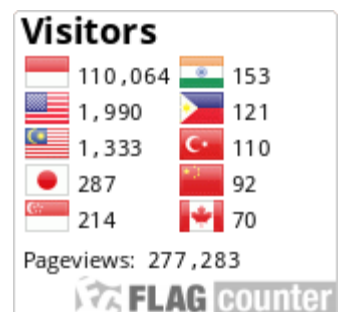 Visitors
110,064 153
1,990 121
1,333 110
287 92
214 70
Pageviews: 277,283
FC FLAG counter